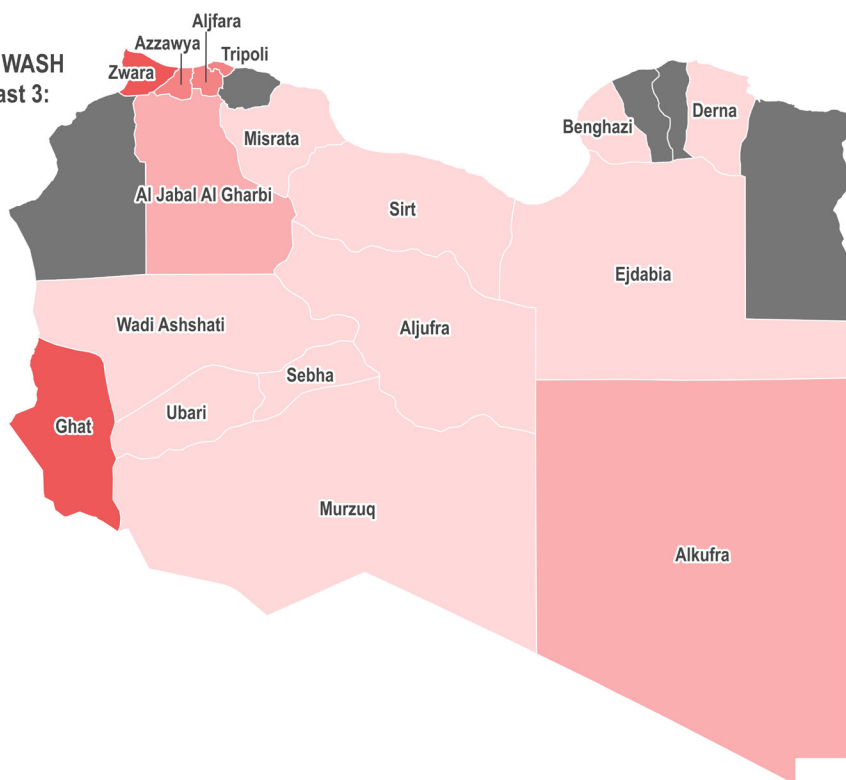 WASH
ast 3:
Aljfara
Azzawya
Tripoli
Zwara
Misrata
Benghazi
Derna
Al Jabal Al Gharbi
Sirt
Ejdabia
Wadi Ashshati
Aljufra
Sebha
Ubari
Ghat
Murzuq
Alkufra